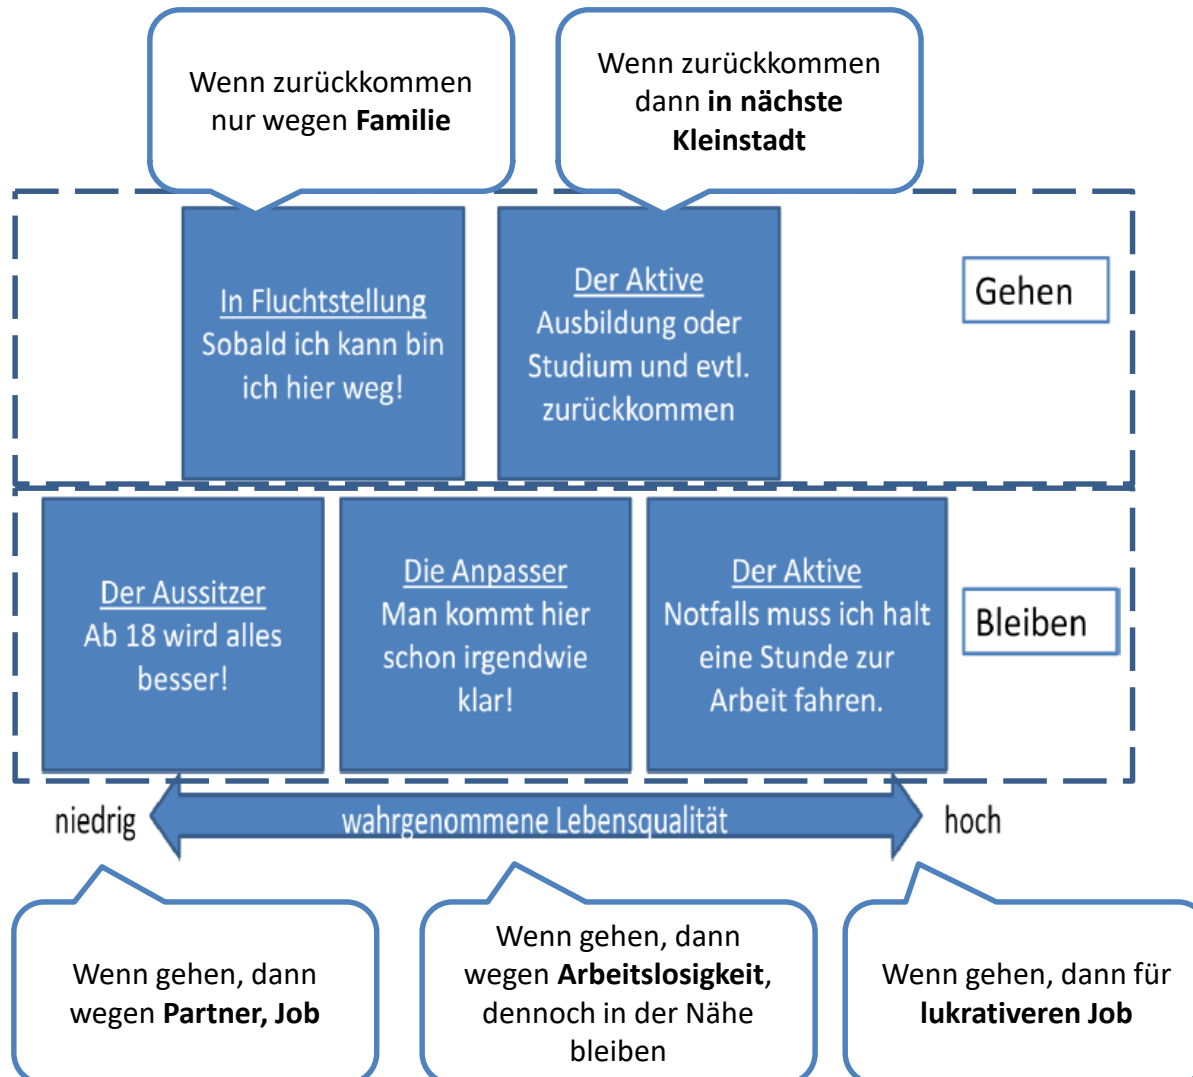 Wenn zurückkommen
nur wegen Familie
Wenn zurückkommen
dann in nächste
Kleinstadt
In Fluchtstellung
Sobald ich kann bin
ich hier weg!
Der Aktive
Ausbildung oder
Studium und evtl.
zurückkommen
Gehen
Der Aussitzer
Ab 18 wird alles
besser!
Die Anpasser
Man kommt hier
schon irgendwie
klar!
Der Aktive
Notfalls muss ich halt
eine Stunde zur
Arbeit fahren.
Bleiben
niedrig
wahrgenommene Lebensqualität
hoch
Wenn gehen, dann
wegen Partner, Job
Wenn gehen, dann
wegen Arbeitslosigkeit,
dennoch in der Nähe
bleiben
Wenn gehen, dann für
lukrativeren Job